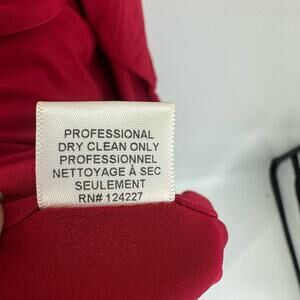 PROFESSIONAL
DRY CLEAN ONLY
PROFESSIONNEL
NETTOYAGE À SEC
SEULEMENT
RN# 124227